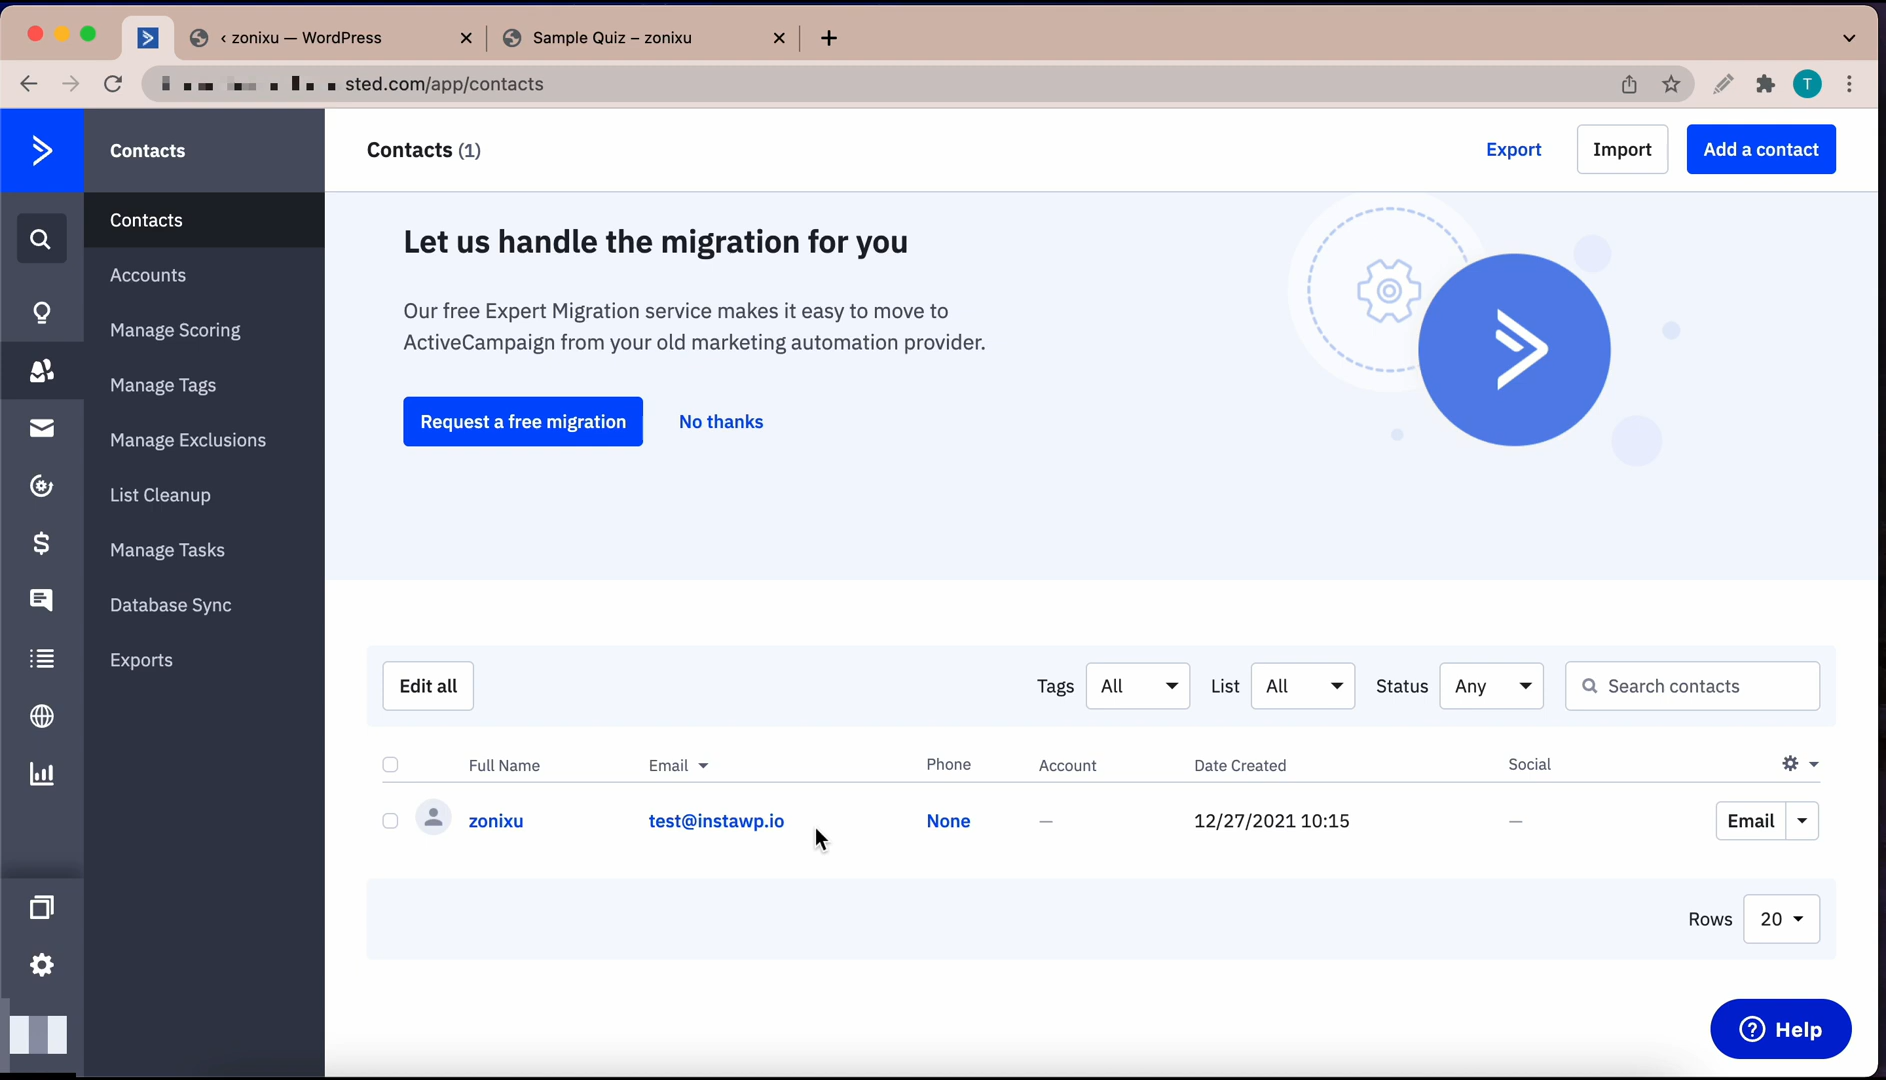 ‹ zonixu — WordPress
Sample Quiz – zonixu
sted.com/app/contacts
T
Contacts
Contacts (1)
Export
Import
Add a contact
Contacts
Accounts
Manage Scoring
Manage Tags
Manage Exclusions
List Cleanup
Manage Tasks
Database Sync
Exports
Let us handle the migration for you
Our free Expert Migration service makes it easy to move to
ActiveCampaign from your old marketing automation provider.
Request a free migration
No thanks
Edit all
Tags All List All Status Any Search contacts
Full Name Email Phone Account Date Created Social
zonixu test@instawp.io None — 12/27/2021 10:15 — Email
Rows 20
Help